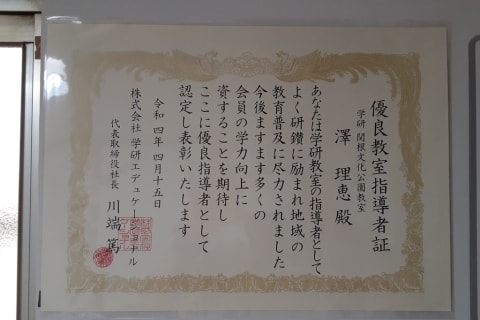 優良教室指導者証
学研 関根文化公園教室
澤 理恵 殿
あなたは学研教室の指導者として
よく研鑽に励まれ地域の
教育普及に尽力されました
今後ますます多くの
会員の学力向上に
資することを期待し
ここに優良指導者として
認定し表彰いたします
令和四年四月十五日
株式会社 学研エデュケーショナル
代表取締役社長 川端 篤